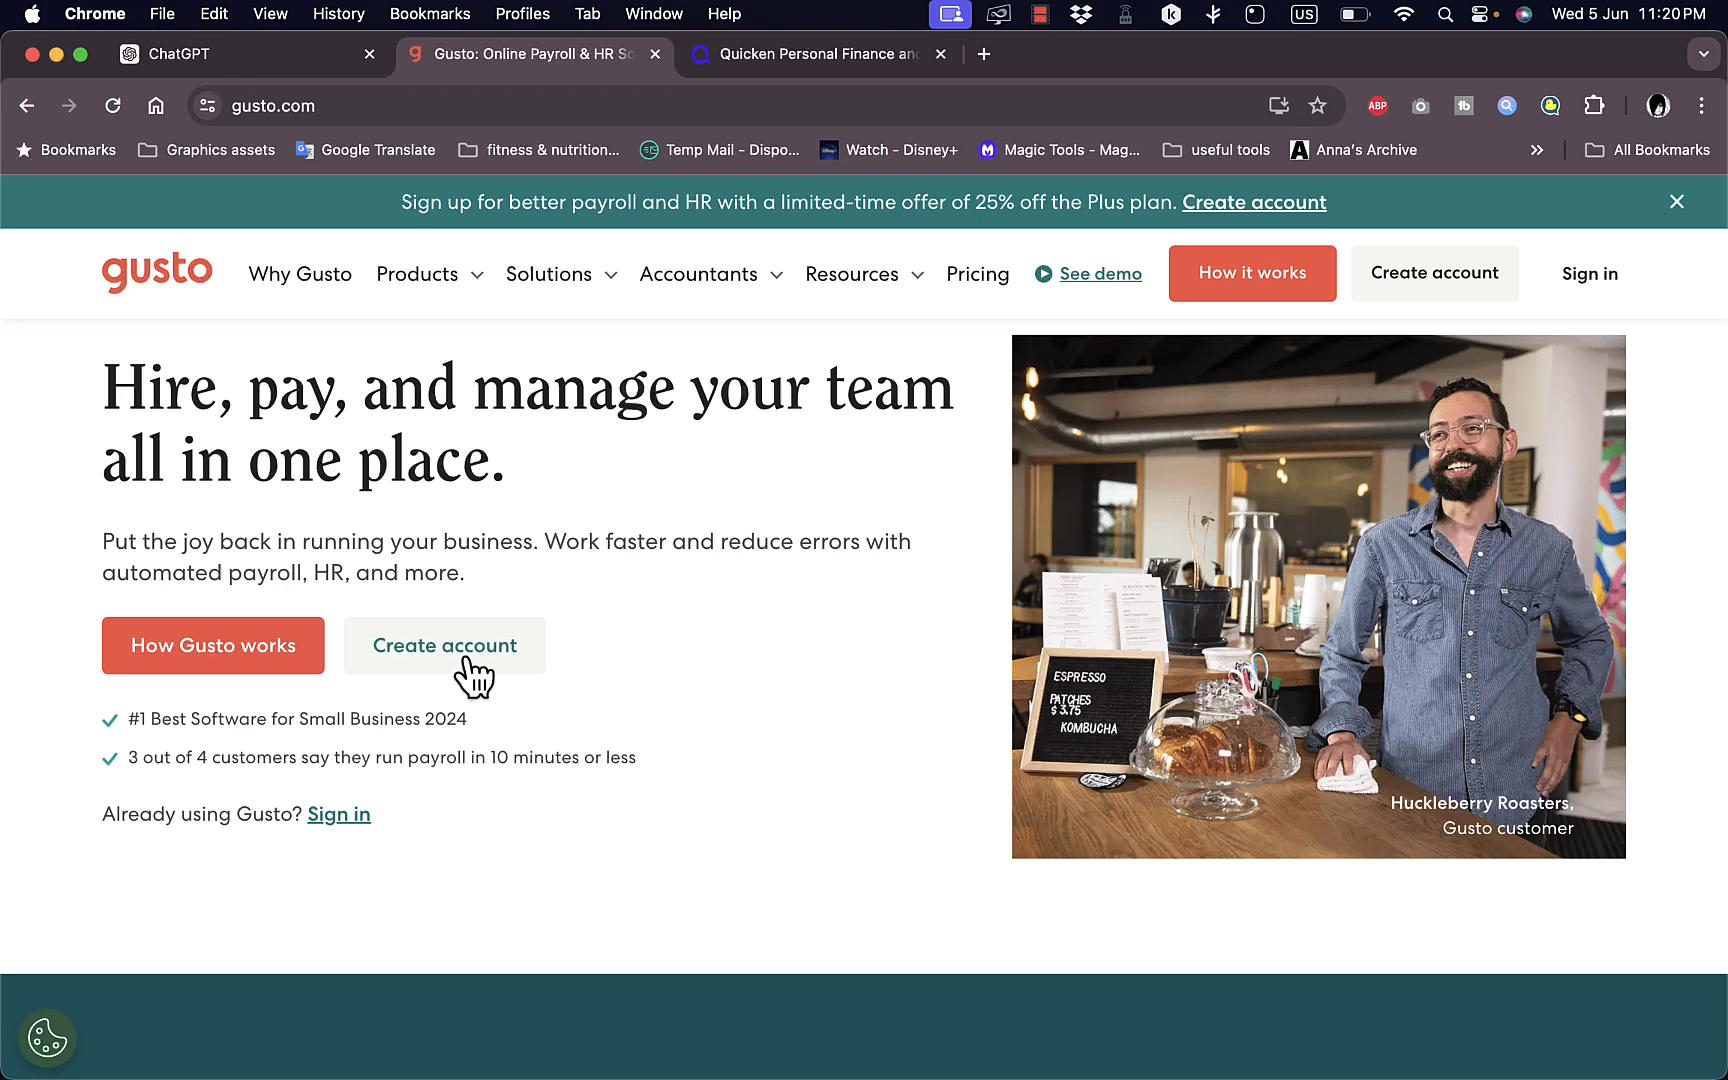 Chrome File Edit View History Bookmarks Profiles Tab Window Help US Wed 5 Jun 11:20 PM
ChatGPT Gusto: Online Payroll & HR So Quicken Personal Finance and
gusto.com ABP tb
Bookmarks Graphics assets Google Translate fitness & nutrition... Temp Mail - Dispo... Watch - Disney+ Magic Tools - Mag... useful tools Anna's Archive All Bookmarks
Sign up for better payroll and HR with a limited-time offer of 25% off the Plus plan. Create account
gusto Why Gusto Products Solutions Accountants Resources Pricing See demo How it works Create account Sign in
Hire, pay, and manage your team
all in one place.
Put the joy back in running your business. Work faster and reduce errors with
automated payroll, HR, and more.
How Gusto works Create account
#1 Best Software for Small Business 2024
3 out of 4 customers say they run payroll in 10 minutes or less
Already using Gusto? Sign in
ESPRESSO
PATCHES
$ 3.75
KOMBUCHA
Huckleberry Roasters,
Gusto customer